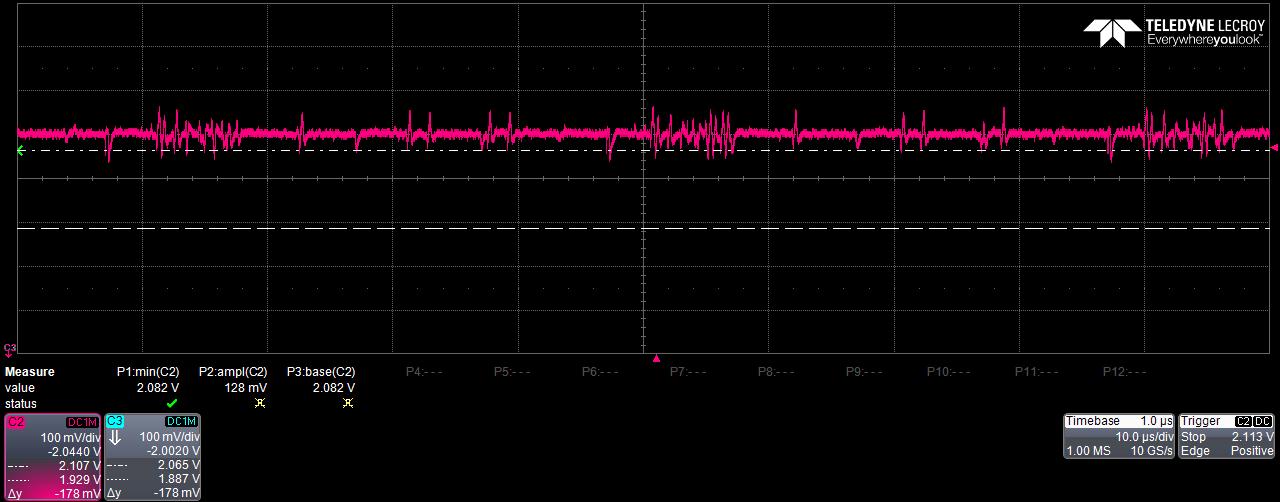 TELEDYNE LECROY
Everywhereyoulook™
C3
Measure P1:min(C2) P2:ampl(C2) P3:base(C2) P4:--- P5:--- P6:--- P7:--- P8:--- P9:--- P10:--- P11:--- P12:---
value 2.082 V 128 mV 2.082 V
status
C2 DC1M
100 mV/div
-2.0440 V
2.107 V
1.929 V
Δy -178 mV
C3 DC1M
100 mV/div
-2.0020 V
2.065 V
1.887 V
Δy -178 mV
Timebase 1.0 µs
10.0 µs/div
1.00 MS 10 GS/s
Trigger C2 DC
Stop 2.113 V
Edge Positive